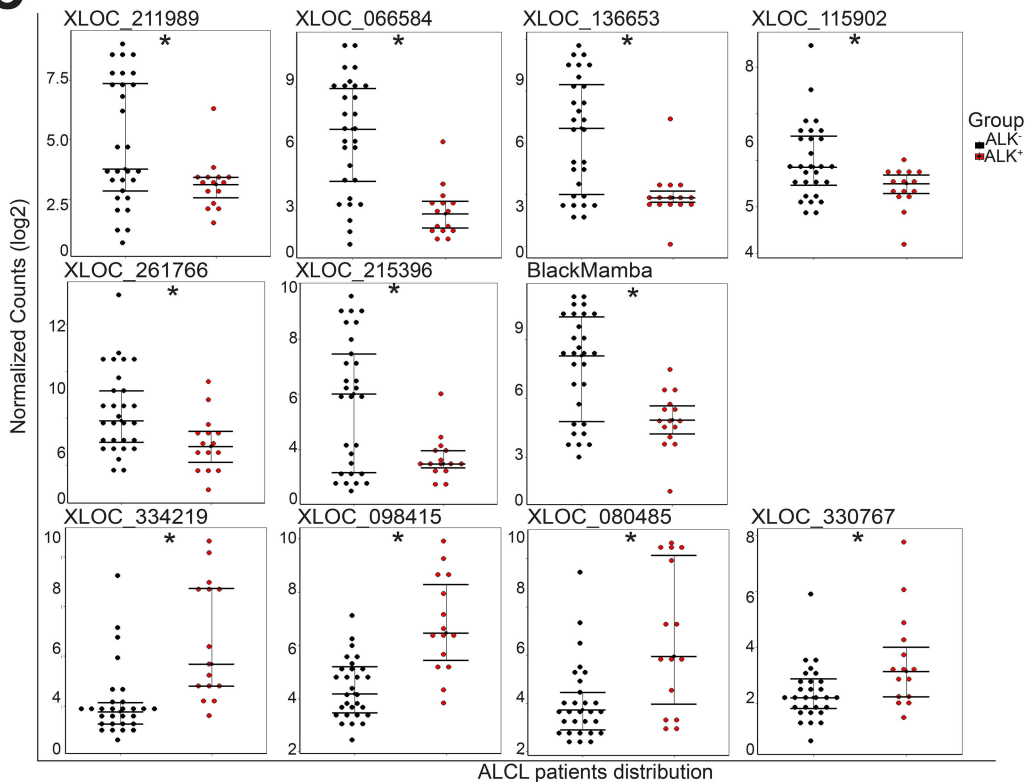 XLOC_211989 XLOC_066584 XLOC_136653 XLOC_115902
* * * *
7.5 5.0 2.5 0
9 6 3 0
9 6 3 0
8 6 5 4
Group
ALK-
ALK+
Normalized Counts (log2)
XLOC_261766 XLOC_215396 BlackMamba
* * *
12 10 6 0
10 8 6 4 0
9 6 3 0
XLOC_334219 XLOC_098415 XLOC_080485 XLOC_330767
* * * *
10 8 6 4 0
10 8 6 4 2
10 8 6 4 2
8 6 4 2 0
ALCL patients distribution